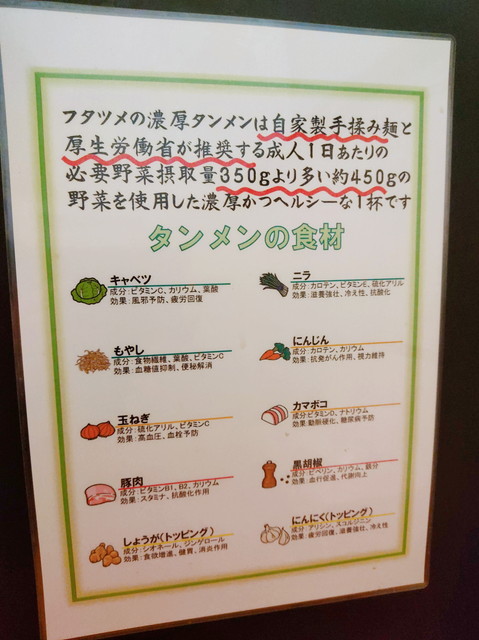 フタツメの濃厚タンメンは自家製手揉み麺と
厚生労働省が推奨する成人1日あたりの
必要野菜摂取量350gより多い約450gの
野菜を使用した濃厚かつヘルシーな1杯です
タンメンの食材
キャベツ
成分:ビタミンC、カリウム、葉酸
効果:風邪予防、疲労回復
もやし
成分:食物繊維、葉酸、ビタミンC
効果:血糖値抑制、便秘解消
玉ねぎ
成分:硫化アリル、ビタミンC
効果:高血圧、血栓予防
豚肉
成分:ビタミンB1、B2、カリウム
効果:スタミナ、抗酸化作用
しょうが(トッピング)
成分:シオネール、ジンゲロール
効果:食欲増進、健胃、消炎作用
ニラ
成分:カロテン、ビタミンE、硫化アリル
効果:滋養強壮、冷え性、抗酸化
にんじん
成分:カロテン、カリウム
効果:抗発がん作用、視力維持
カマボコ
成分ビタミンD、ナトリウム
効果:動脈硬化、糖尿病予防
黒胡椒
成分:ピペリン、カリウム、鉄分
効果:血行促進、代謝向上
にんにく(トッピング)
成分:アリシン、スコルジニン
効果:疲労回復、滋養強壮、冷え性